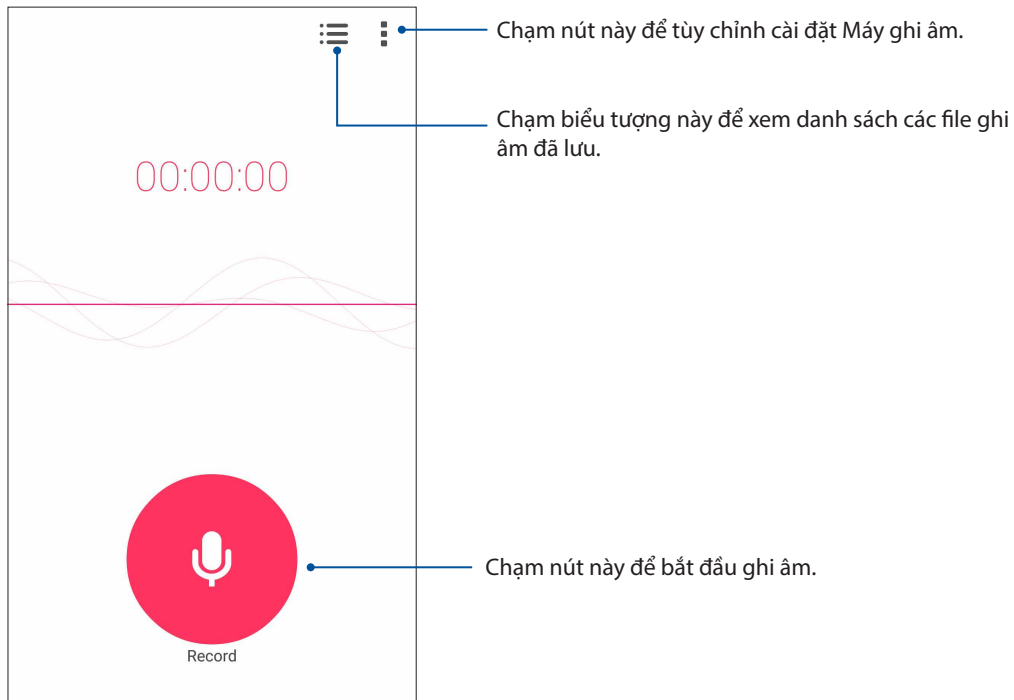 Chạm nút này để tùy chỉnh cài đặt Máy ghi âm.
Chạm biểu tượng này để xem danh sách các file ghi
âm đã lưu.
00:00:00
Chạm nút này để bắt đầu ghi âm.
Record